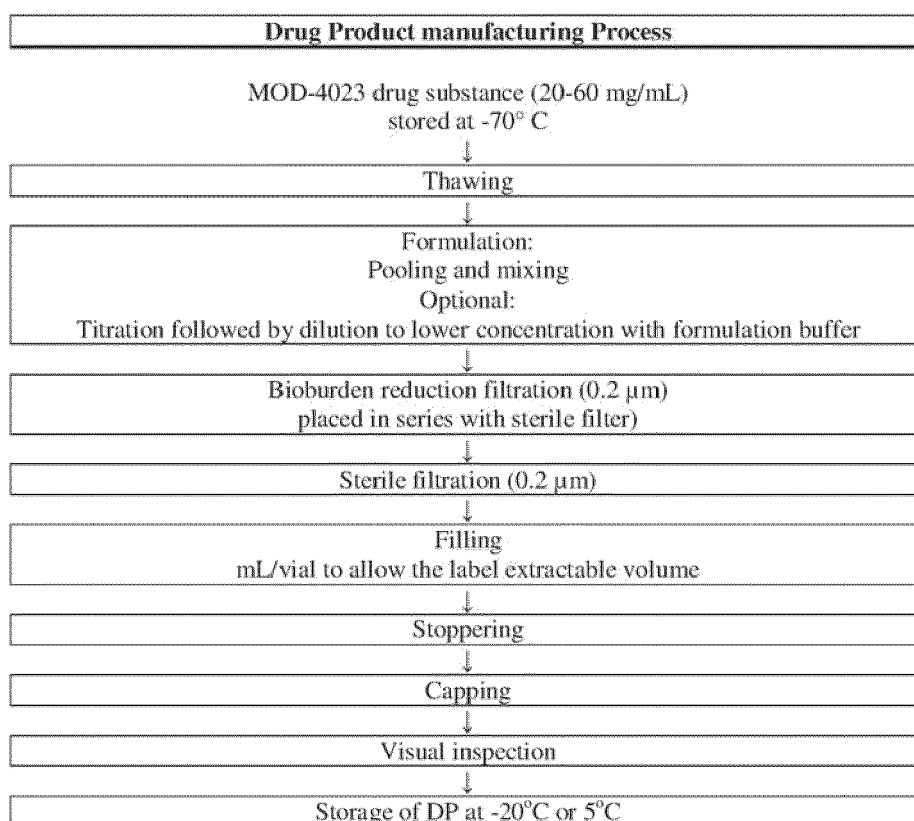 Drug Product manufacturing Process
MOD-4023 drug substance (20-60 mg/mL)
stored at -70° C
↓
Thawing
↓
Formulation:
Pooling and mixing
Optional:
Titration followed by dilution to lower concentration with formulation buffer
↓
Bioburden reduction filtration (0.2 µm)
placed in series with sterile filter)
↓
Sterile filtration (0.2 µm)
↓
Filling
mL/vial to allow the label extractable volume
↓
Stoppering
↓
Capping
↓
Visual inspection
↓
Storage of DP at -20°C or 5°C